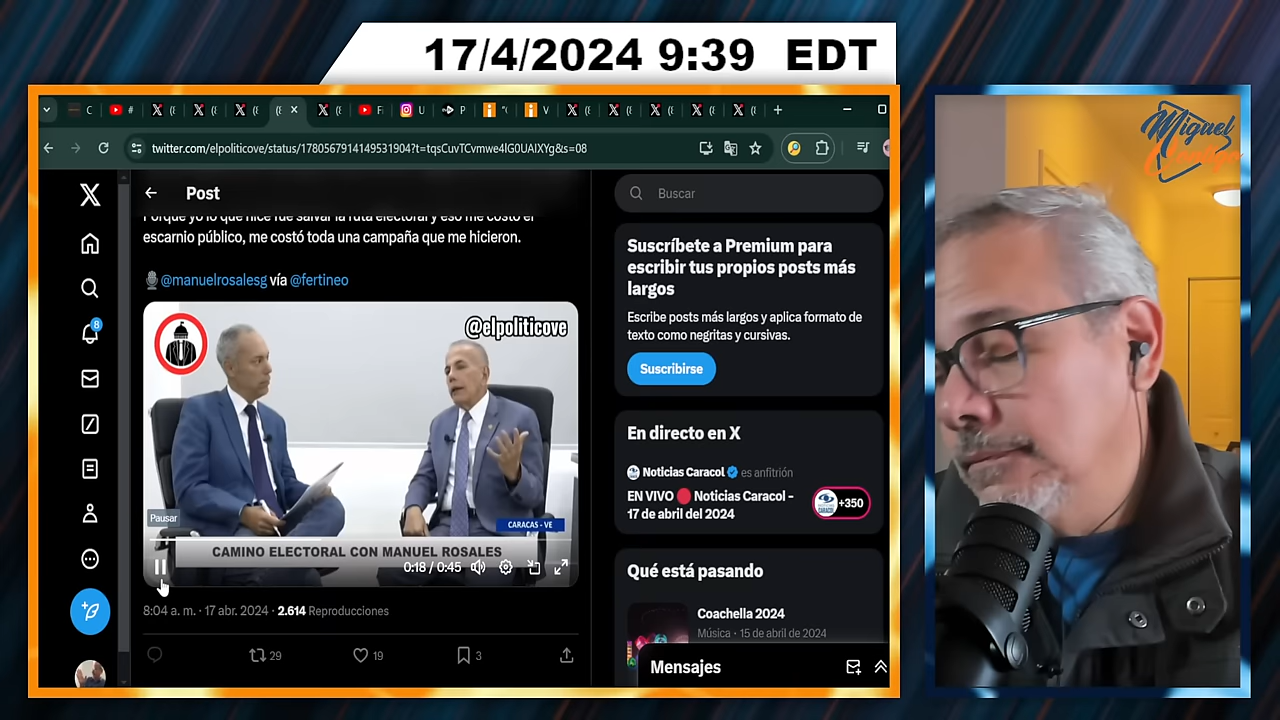 17/4/2024 9:39 EDT
twitter.com/elpoliticove/status/1780567914149531904?t=tqsCuvTCvmwe4lG0UAIXYg&s=08
Post
Porque yo lo que hice fue salvar la ruta electoral y eso me costó el
escarnio público, me costó toda una campaña que me hicieron.
@manuelrosalesg vía @fertineo
@elpoliticove
Pausar
CARACAS - VE
CAMINO ELECTORAL CON MANUEL ROSALES
0:18 / 0:45
8:04 a. m. · 17 abr. 2024 · 2.614 Reproducciones
29
19
3
8
Buscar
Suscríbete a Premium para
escribir tus propios posts más
largos
Escribe posts más largos y aplica formato de
texto como negritas y cursivas.
Suscribirse
En directo en X
Noticias Caracol es anfitrión
EN VIVO Noticias Caracol -
17 de abril del 2024
+350
Qué está pasando
Coachella 2024
Música · 15 de abril de 2024
Mensajes
Miguel